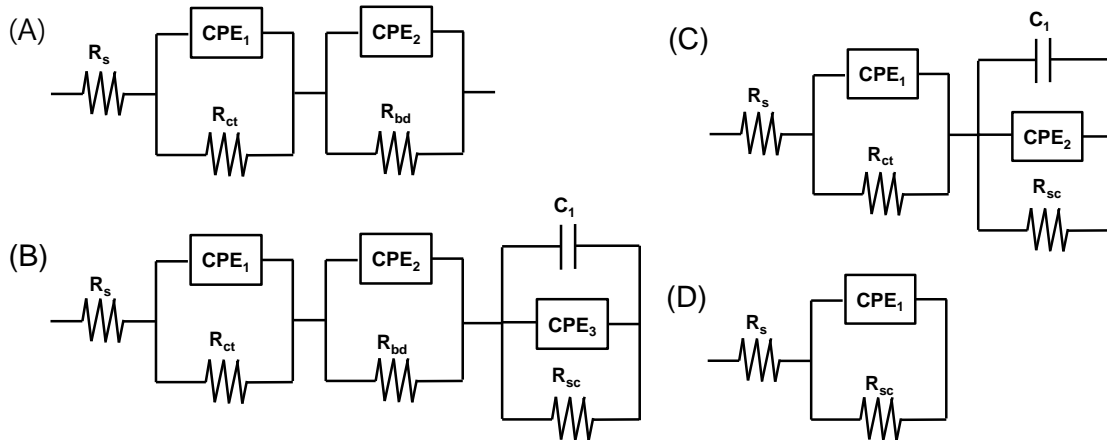 (A)
CPE1
CPE2
Rs
Rct
Rbd
(B)
CPE1
CPE2
C1
Rs
CPE3
Rct
Rbd
Rsc
(C)
C1
CPE1
Rs
CPE2
Rct
Rsc
(D)
CPE1
Rs
Rsc